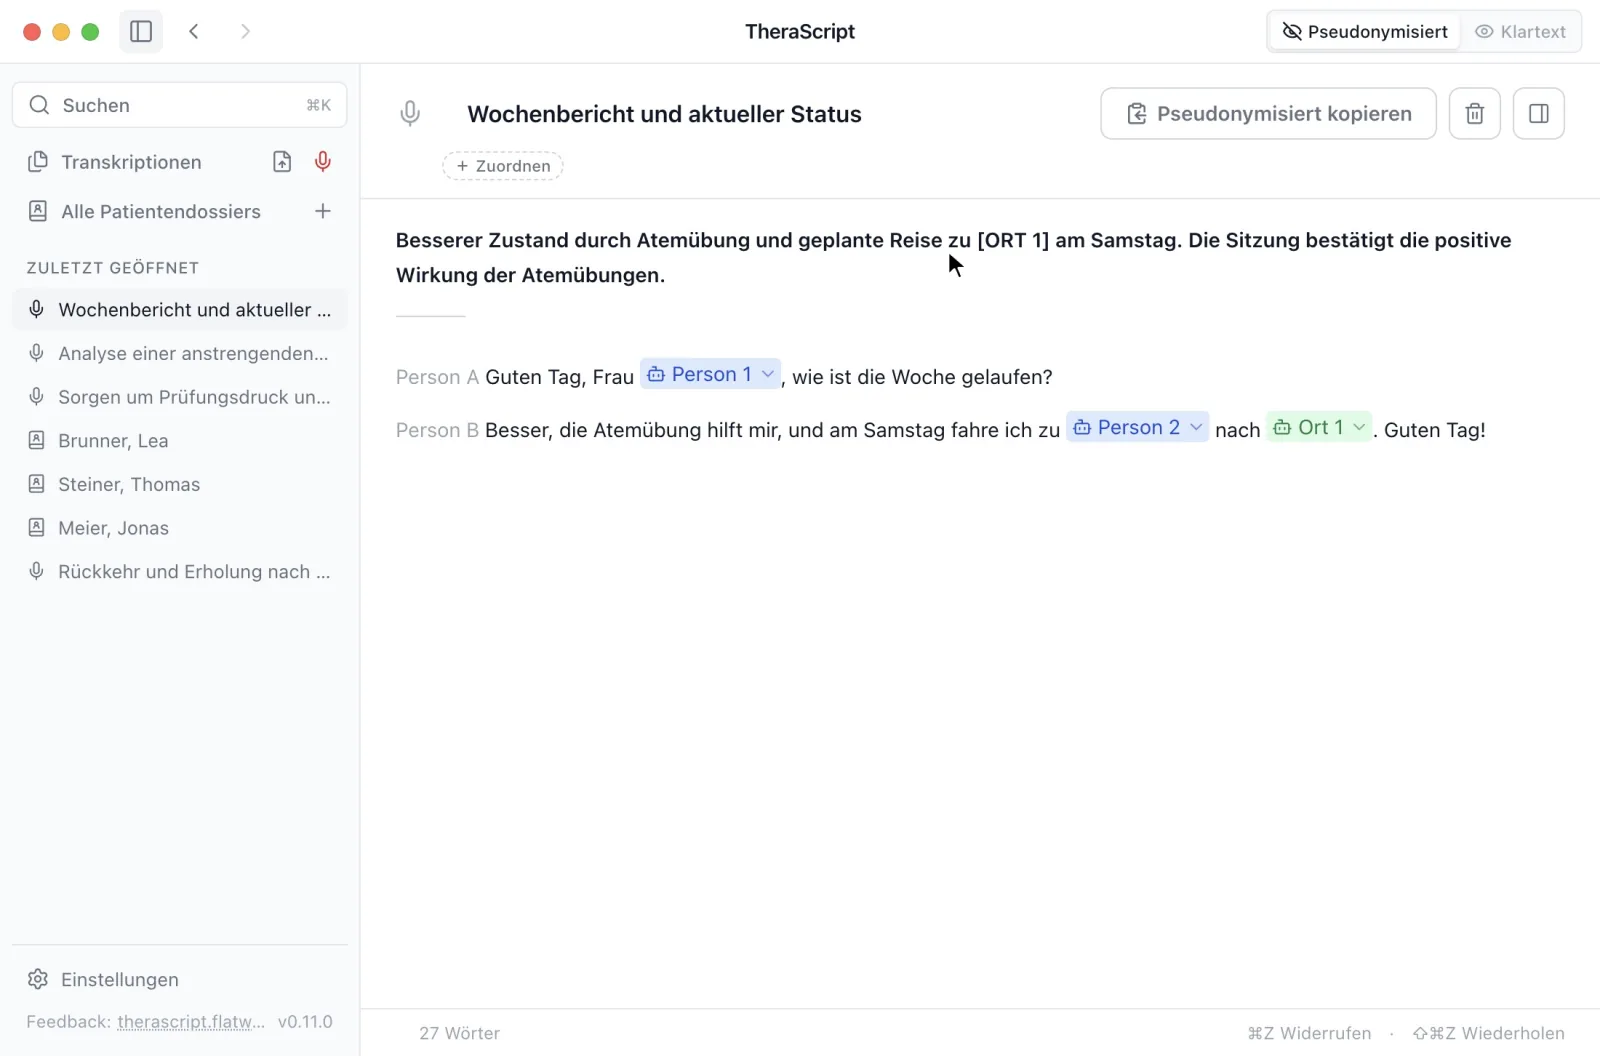 TheraScript
Pseudonymisiert
Klartext
Suchen ⌘K
Transkriptionen
Alle Patientendossiers
ZULETZT GEÖFFNET
Wochenbericht und aktueller ...
Analyse einer anstrengenden...
Sorgen um Prüfungsdruck un...
Brunner, Lea
Steiner, Thomas
Meier, Jonas
Rückkehr und Erholung nach ...
Einstellungen
Feedback: therascript.flatw... v0.11.0
Wochenbericht und aktueller Status
Pseudonymisiert kopieren
+ Zuordnen
Besserer Zustand durch Atemübung und geplante Reise zu [ORT 1] am Samstag. Die Sitzung bestätigt die positive
Wirkung der Atemübungen.
Person A Guten Tag, Frau Person 1, wie ist die Woche gelaufen?
Person B Besser, die Atemübung hilft mir, und am Samstag fahre ich zu Person 2 nach Ort 1. Guten Tag!
27 Wörter
⌘Z Widerrufen · ⇧⌘Z Wiederholen